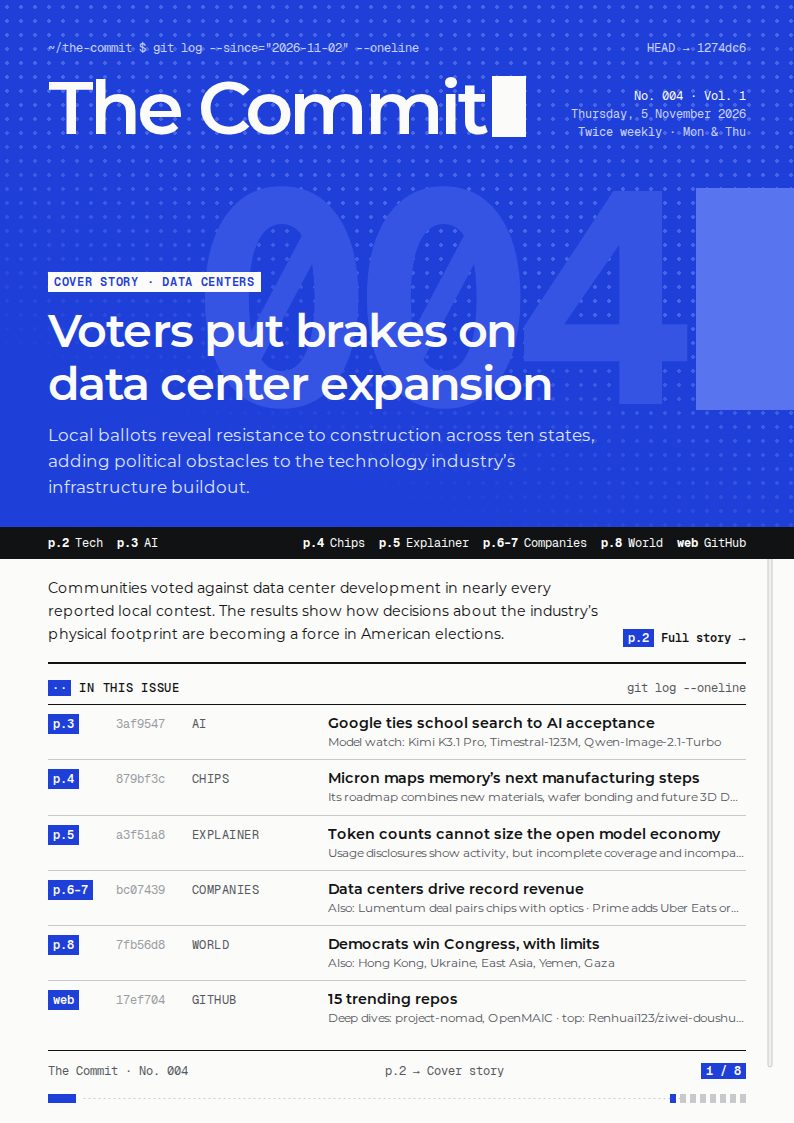 ~/the-commit $ git log --since="2026-11-02" --oneline
HEAD → 1274dc6
The Commit
No. 004 · Vol. 1
Thursday, 5 November 2026
Twice weekly · Mon & Thu
004
COVER STORY · DATA CENTERS
Voters put brakes on
data center expansion
Local ballots reveal resistance to construction across ten states,
adding political obstacles to the technology industry’s
infrastructure buildout.
p.2 Tech p.3 AI p.4 Chips p.5 Explainer p.6–7 Companies p.8 World web GitHub
Communities voted against data center development in nearly every
reported local contest. The results show how decisions about the industry’s
physical footprint are becoming a force in American elections.
p.2 Full story →
·· IN THIS ISSUE
git log --oneline
p.3 3af9547 AI Google ties school search to AI acceptance
Model watch: Kimi K3.1 Pro, Timestral-123M, Qwen-Image-2.1-Turbo
p.4 879bf3c CHIPS Micron maps memory’s next manufacturing steps
Its roadmap combines new materials, wafer bonding and future 3D D…
p.5 a3f51a8 EXPLAINER Token counts cannot size the open model economy
Usage disclosures show activity, but incomplete coverage and incompa…
p.6–7 bc07439 COMPANIES Data centers drive record revenue
Also: Lumentum deal pairs chips with optics · Prime adds Uber Eats or…
p.8 7fb56d8 WORLD Democrats win Congress, with limits
Also: Hong Kong, Ukraine, East Asia, Yemen, Gaza
web 17ef704 GITHUB 15 trending repos
Deep dives: project-nomad, OpenMAIC · top: Renhuai123/ziwei-doushu…
The Commit · No. 004
p.2 → Cover story
1 / 8